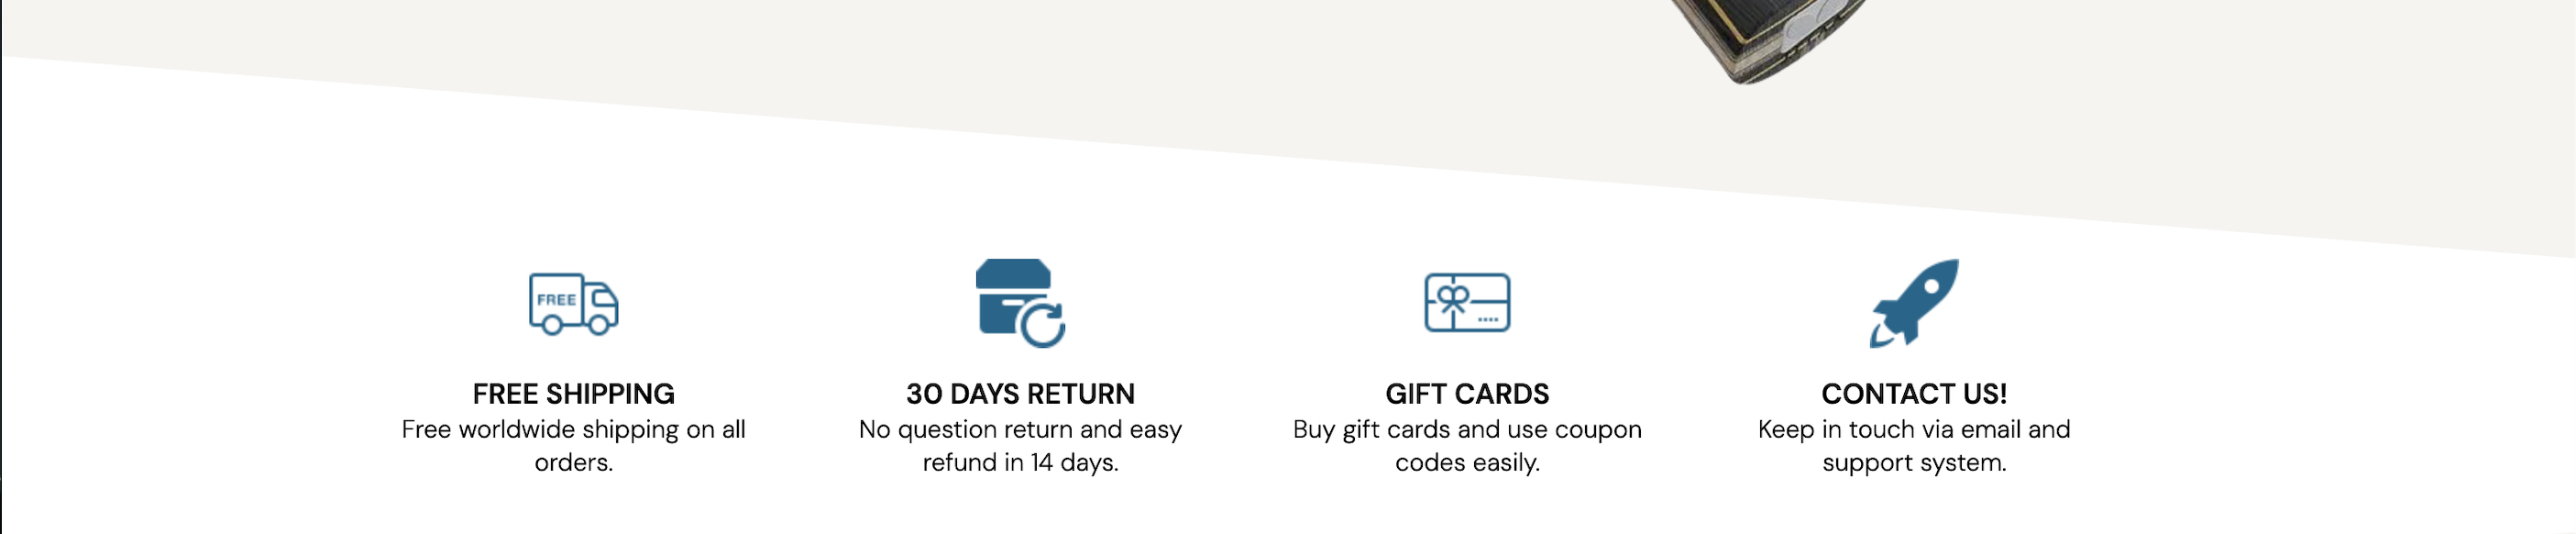 FREE
FREE SHIPPING
Free worldwide shipping on all
orders.
30 DAYS RETURN
No question return and easy
refund in 14 days.
GIFT CARDS
Buy gift cards and use coupon
codes easily.
CONTACT US!
Keep in touch via email and
support system.